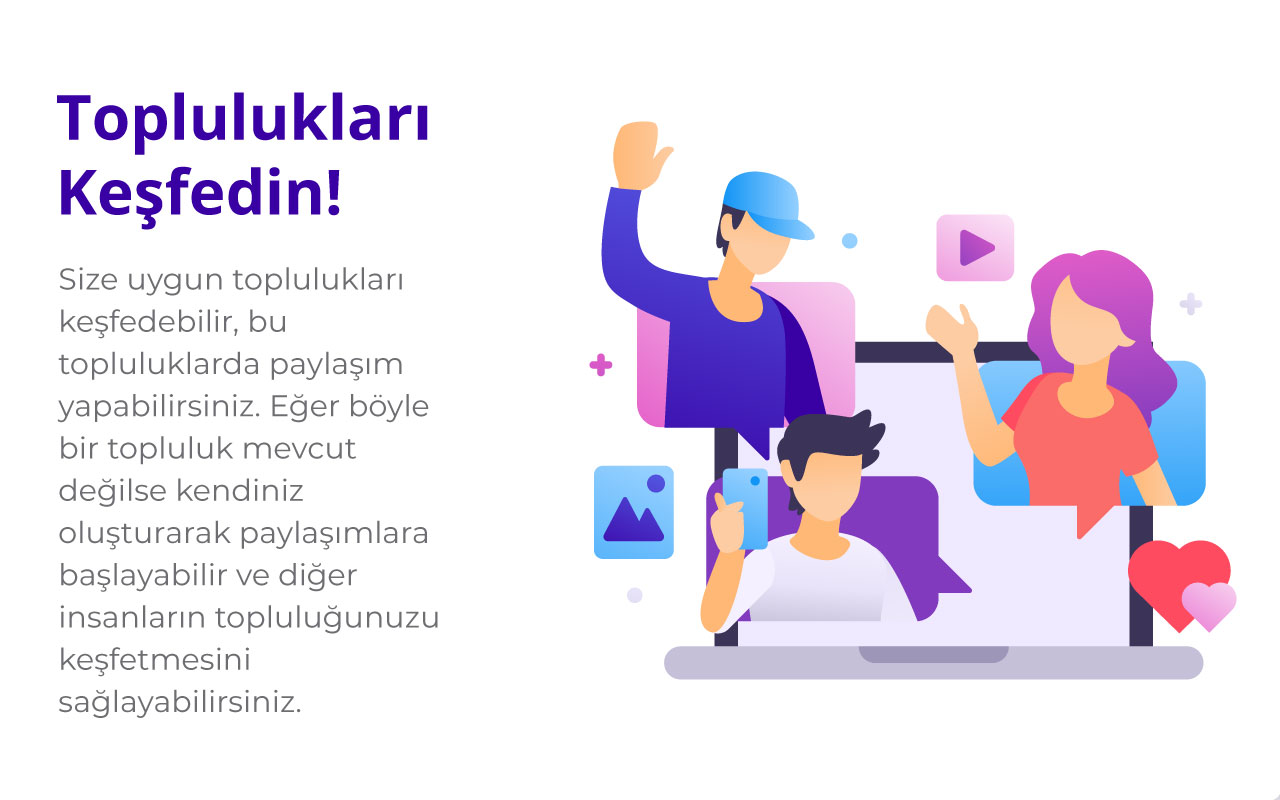 Toplulukları
Keşfedin!
Size uygun toplulukları
keşfedebilir, bu
topluluklarda paylaşım
yapabilirsiniz. Eğer böyle
bir topluluk mevcut
değilse kendiniz
oluşturarak paylaşımlara
başlayabilir ve diğer
insanların topluluğunuzu
keşfetmesini
sağlayabilirsiniz.